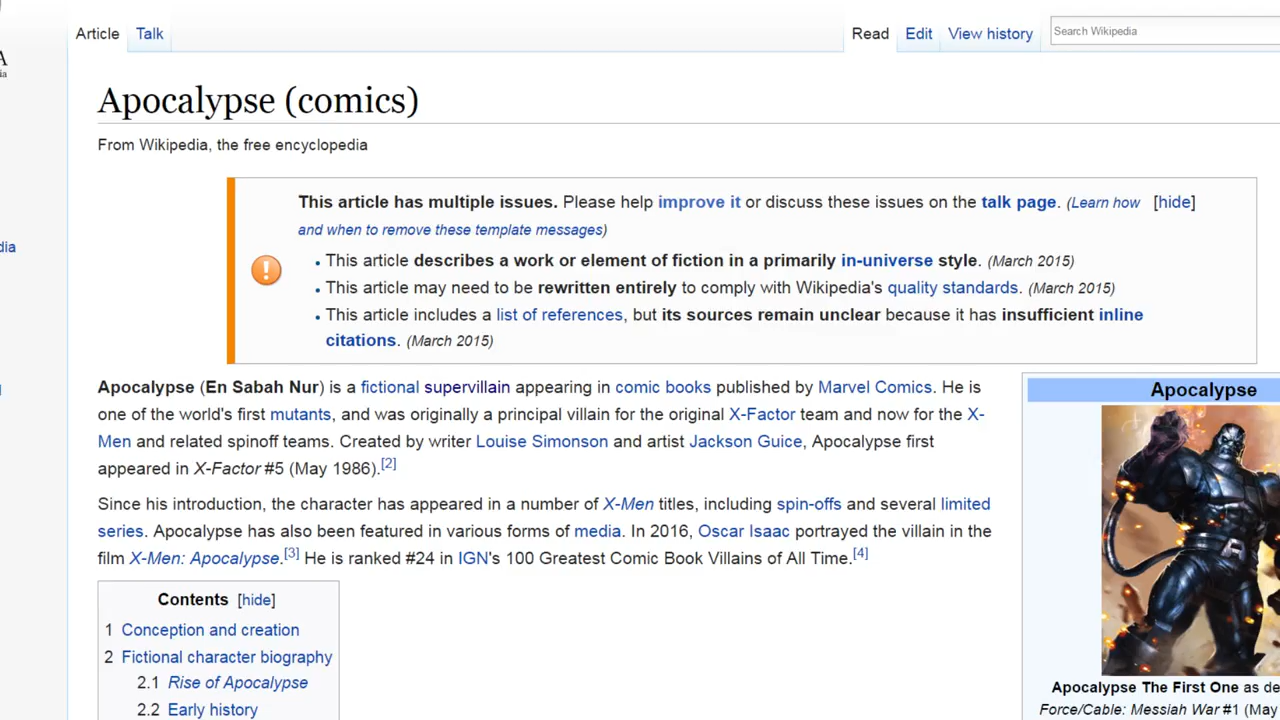 A
ia
dia
Article Talk Read Edit View history Search Wikipedia
Apocalypse (comics)
From Wikipedia, the free encyclopedia
This article has multiple issues. Please help improve it or discuss these issues on the talk page. (Learn how [hide]
and when to remove these template messages)
• This article describes a work or element of fiction in a primarily in-universe style. (March 2015)
• This article may need to be rewritten entirely to comply with Wikipedia's quality standards. (March 2015)
• This article includes a list of references, but its sources remain unclear because it has insufficient inline
citations. (March 2015)
Apocalypse (En Sabah Nur) is a fictional supervillain appearing in comic books published by Marvel Comics. He is
one of the world's first mutants, and was originally a principal villain for the original X-Factor team and now for the X-
Men and related spinoff teams. Created by writer Louise Simonson and artist Jackson Guice, Apocalypse first
appeared in X-Factor #5 (May 1986).[2]
Since his introduction, the character has appeared in a number of X-Men titles, including spin-offs and several limited
series. Apocalypse has also been featured in various forms of media. In 2016, Oscar Isaac portrayed the villain in the
film X-Men: Apocalypse.[3] He is ranked #24 in IGN's 100 Greatest Comic Book Villains of All Time.[4]
Contents [hide]
1 Conception and creation
2 Fictional character biography
2.1 Rise of Apocalypse
2.2 Early history
Apocalypse
Apocalypse The First One as de
Force/Cable: Messiah War #1 (May